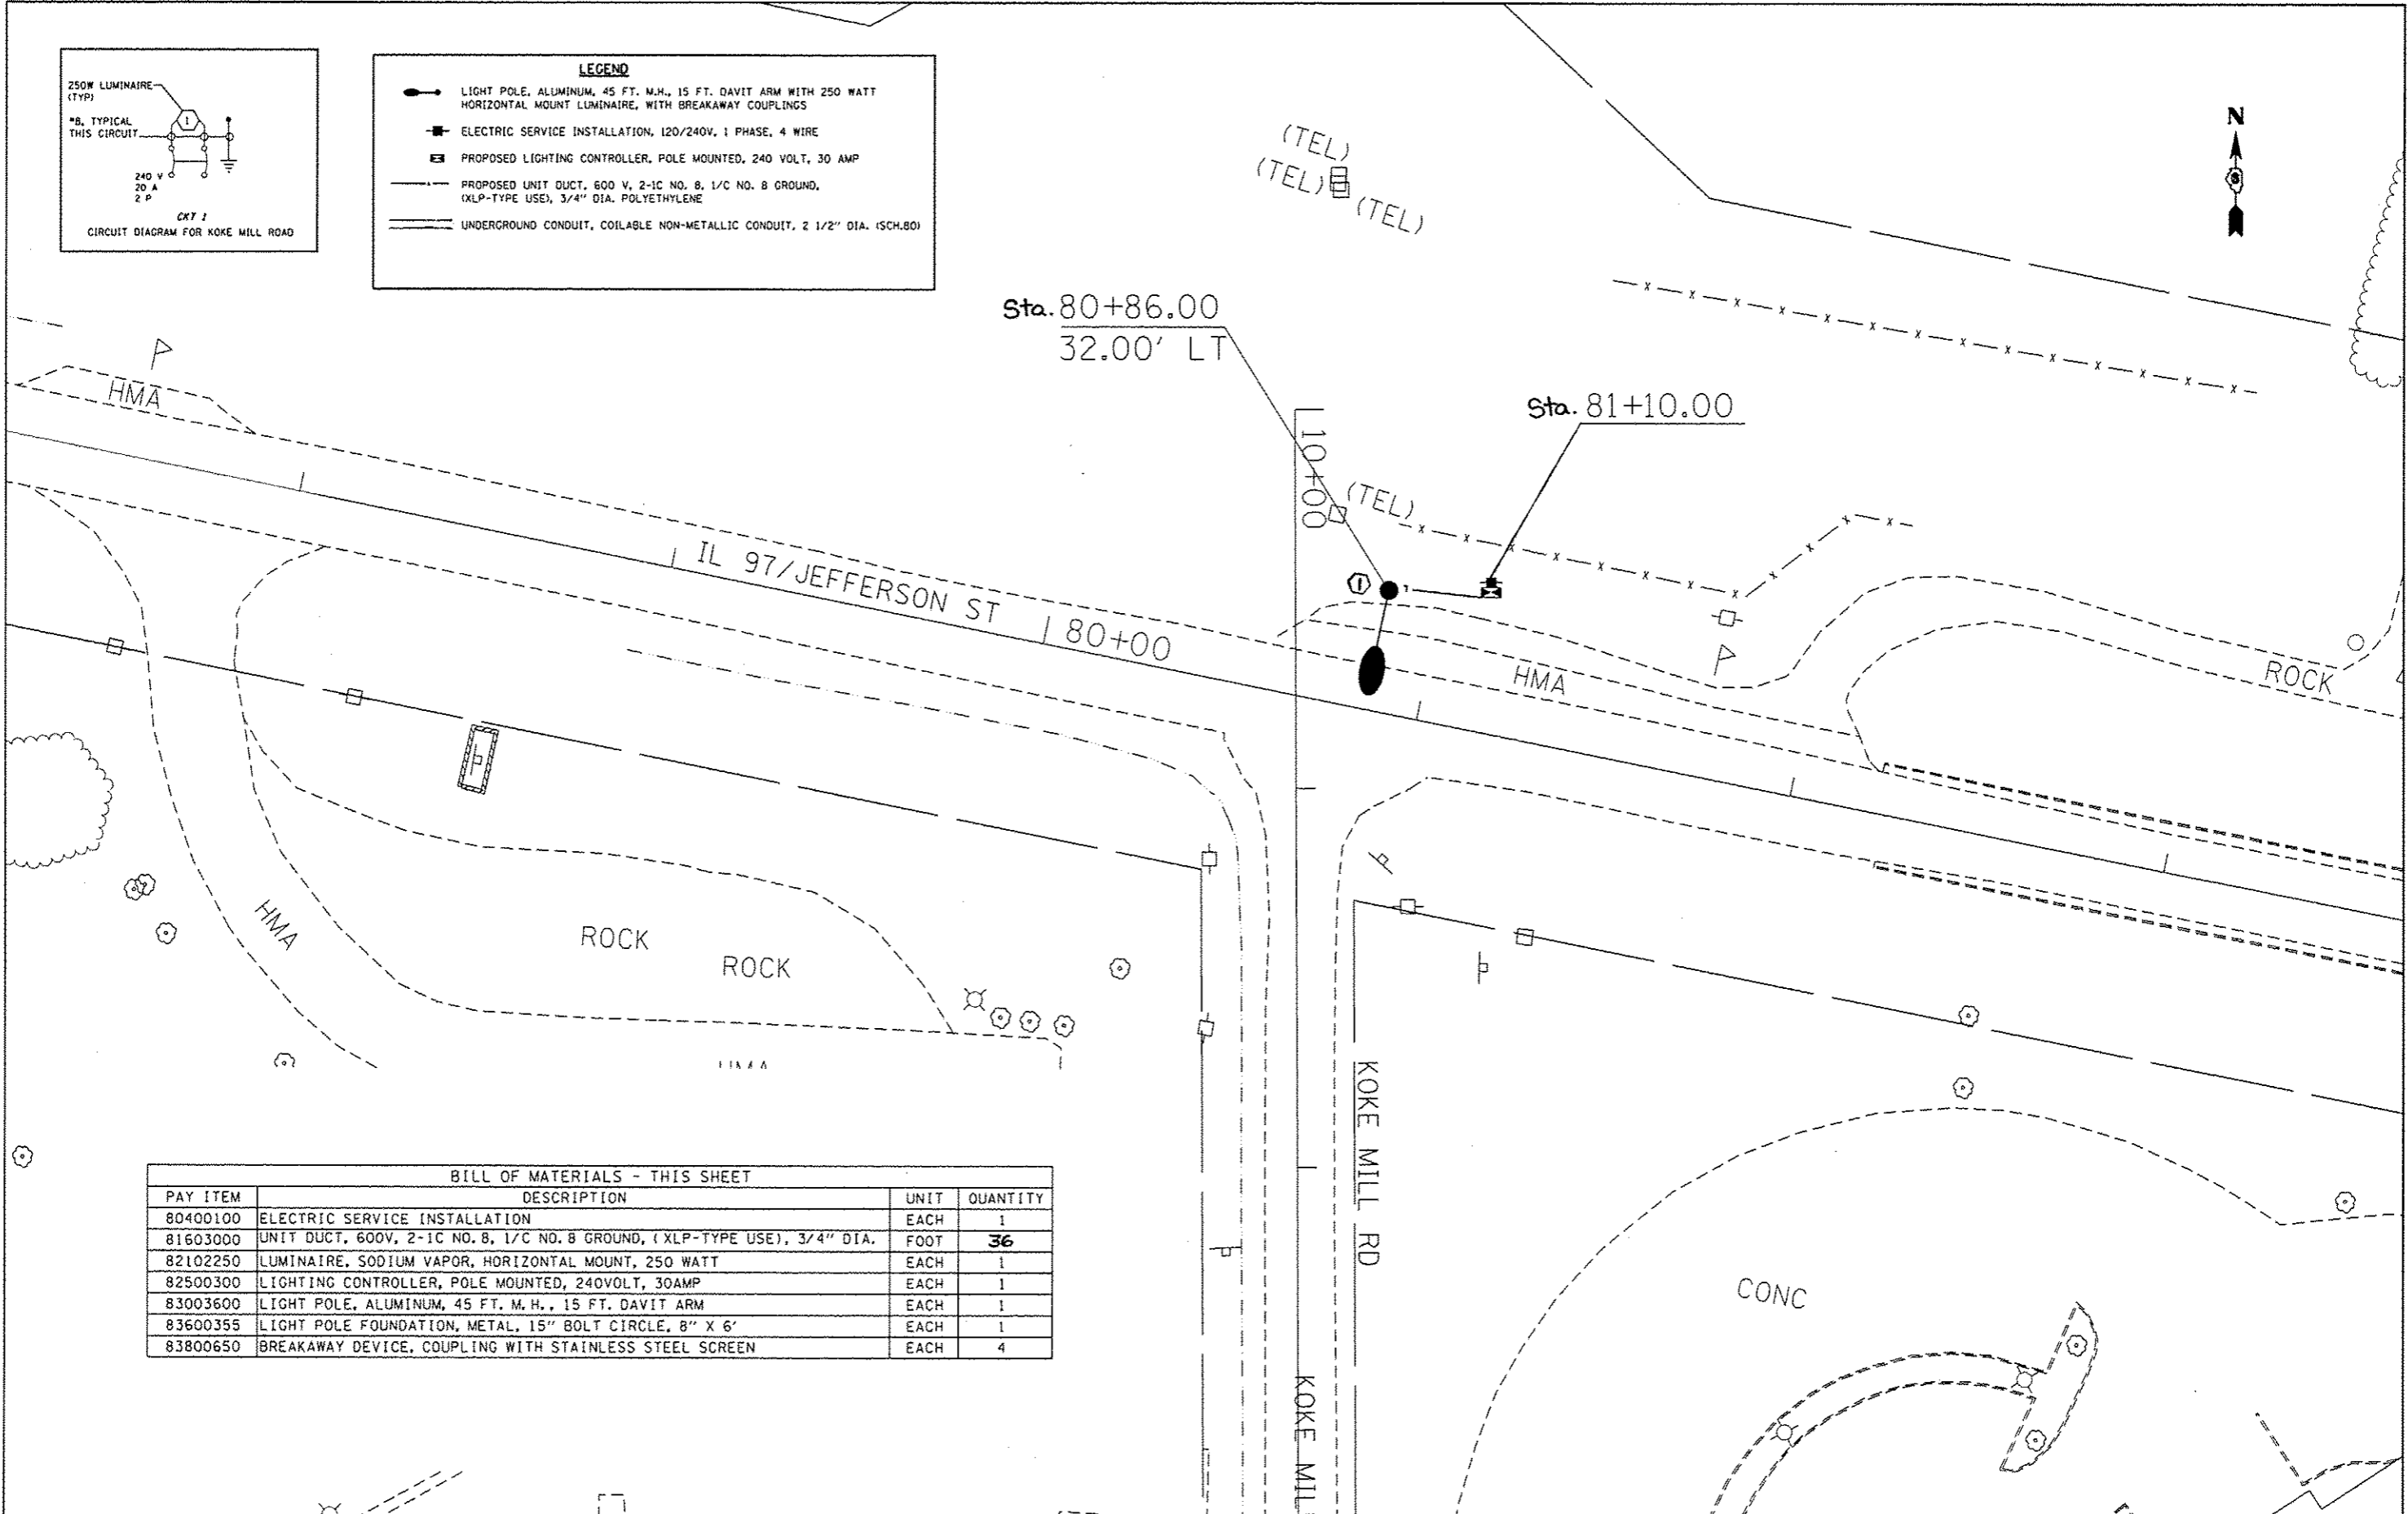 250W LUMINAIRE
(TYP)
1
*8, TYPICAL
THIS CIRCUIT
240 V
20 A
2 P
CKT 1
CIRCUIT DIAGRAM FOR KOKE MILL ROAD
LEGEND
LIGHT POLE, ALUMINUM, 45 FT. M.H., 15 FT. DAVIT ARM WITH 250 WATT
HORIZONTAL MOUNT LUMINAIRE, WITH BREAKAWAY COUPLINGS
ELECTRIC SERVICE INSTALLATION, 120/240V, 1 PHASE, 4 WIRE
PROPOSED LIGHTING CONTROLLER, POLE MOUNTED, 240 VOLT, 30 AMP
PROPOSED UNIT DUCT, 600 V, 2-1C NO. 8, 1/C NO. 8 GROUND,
(XLP-TYPE USE), 3/4" DIA. POLYETHYLENE
UNDERGROUND CONDUIT, COILABLE NON-METALLIC CONDUIT, 2 1/2" DIA. (SCH.80)
N
(TEL)
(TEL)
(TEL)
Sta. 80+86.00
32.00' LT
Sta. 81+10.00
HMA
10+00
(TEL)
IL 97/JEFFERSON ST
80+00
1
HMA
ROCK
HMA
ROCK
ROCK
KOKE MILL RD
CONC
KOKE MIL
BILL OF MATERIALS - THIS SHEET
PAY ITEM DESCRIPTION UNIT QUANTITY
80400100 ELECTRIC SERVICE INSTALLATION EACH 1
81603000 UNIT DUCT, 600V, 2-1C NO. 8, 1/C NO. 8 GROUND, (XLP-TYPE USE), 3/4" DIA. FOOT 36
82102250 LUMINAIRE, SODIUM VAPOR, HORIZONTAL MOUNT, 250 WATT EACH 1
82500300 LIGHTING CONTROLLER, POLE MOUNTED, 240VOLT, 30AMP EACH 1
83003600 LIGHT POLE, ALUMINUM, 45 FT. M.H., 15 FT. DAVIT ARM EACH 1
83600355 LIGHT POLE FOUNDATION, METAL, 15" BOLT CIRCLE, 8" X 6' EACH 1
83800650 BREAKAWAY DEVICE, COUPLING WITH STAINLESS STEEL SCREEN EACH 4